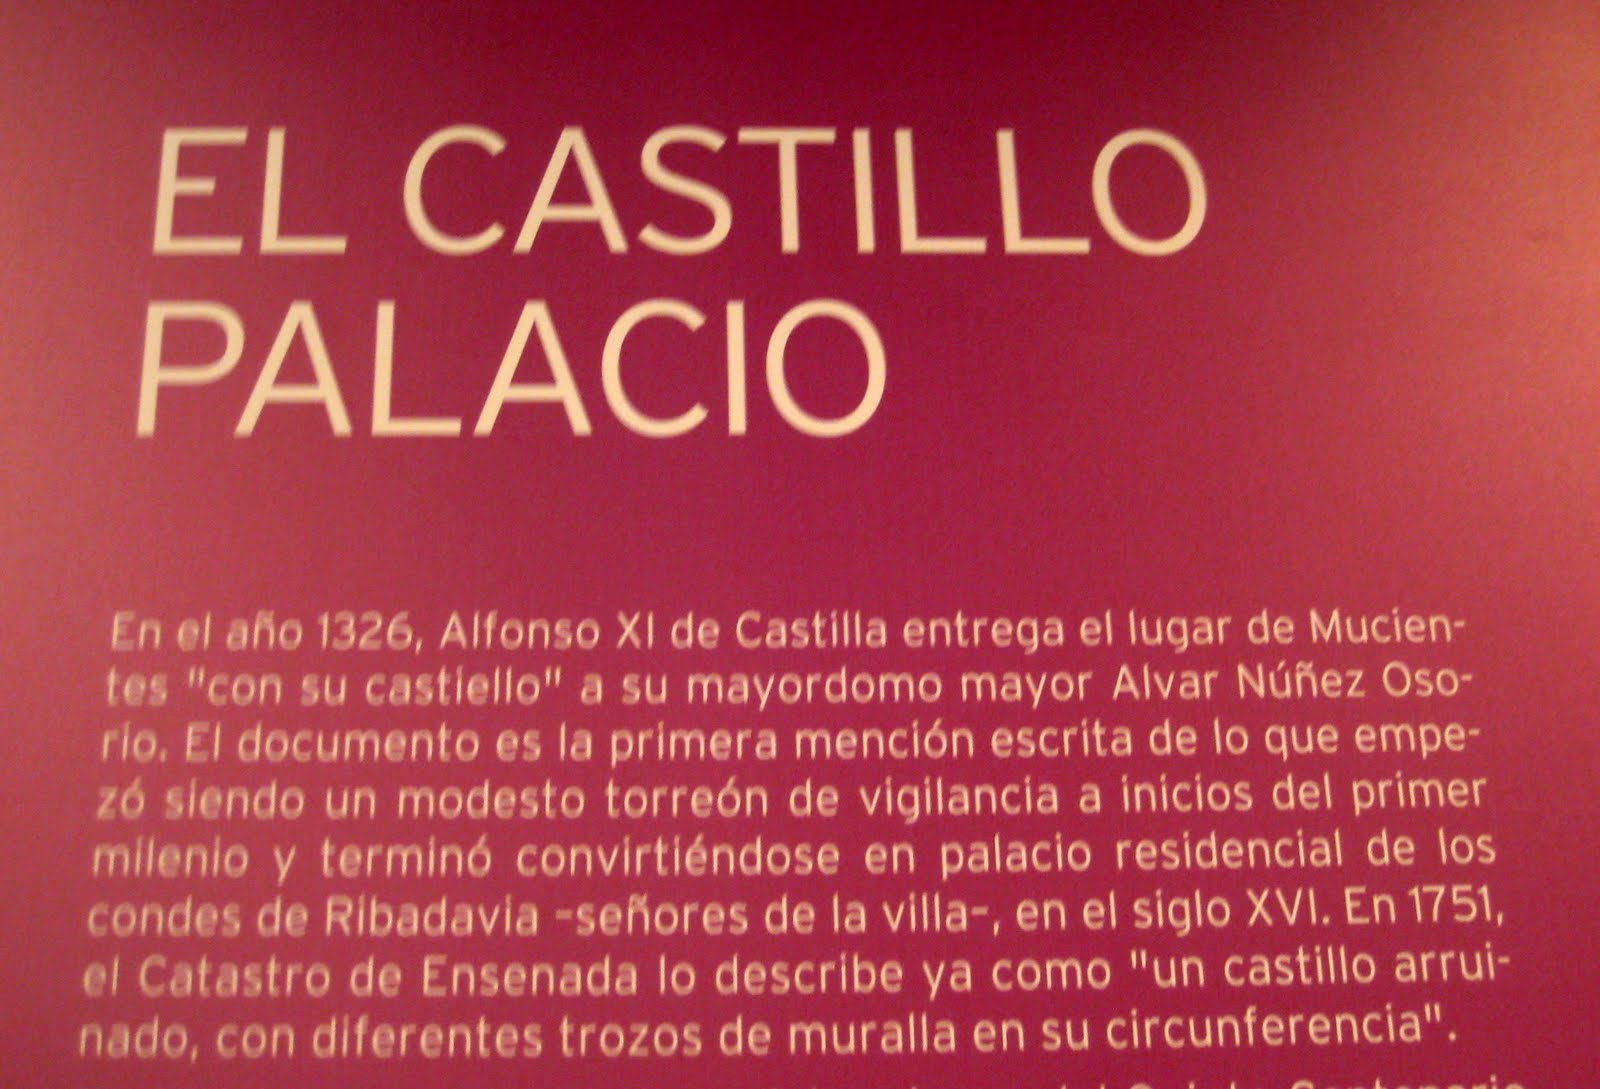 EL CASTILLO
PALACIO
En el año 1326, Alfonso XI de Castilla entrega el lugar de Mucien-
tes "con su castiello" a su mayordomo mayor Alvar Núñez Oso-
rio. El documento es la primera mención escrita de lo que empe-
zó siendo un modesto torreón de vigilancia a inicios del primer
milenio y terminó convirtiéndose en palacio residencial de los
condes de Ribadavia -señores de la villa-, en el siglo XVI. En 1751,
el Catastro de Ensenada lo describe ya como "un castillo arrui-
nado, con diferentes trozos de muralla en su circunferencia".